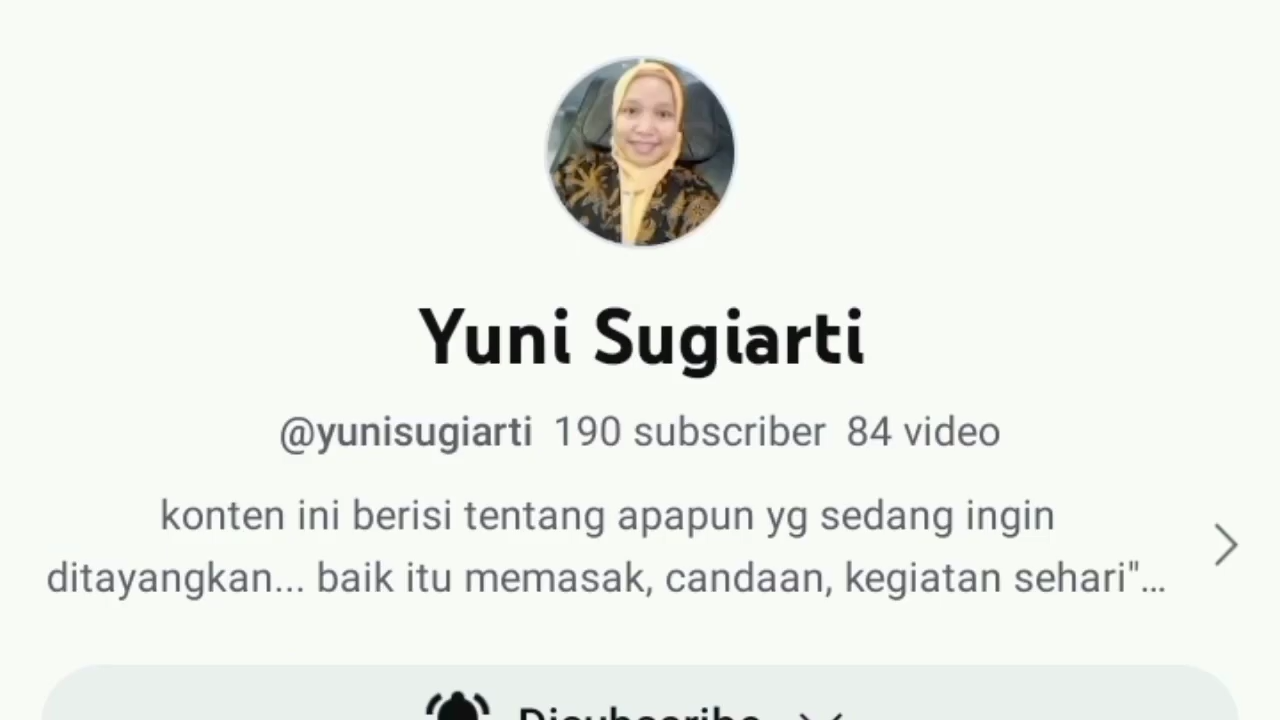 Yuni Sugiarti
@yunisugiarti 190 subscriber 84 video
konten ini berisi tentang apapun yg sedang ingin
ditayangkan... baik itu memasak, candaan, kegiatan sehari"...
Disubscribe